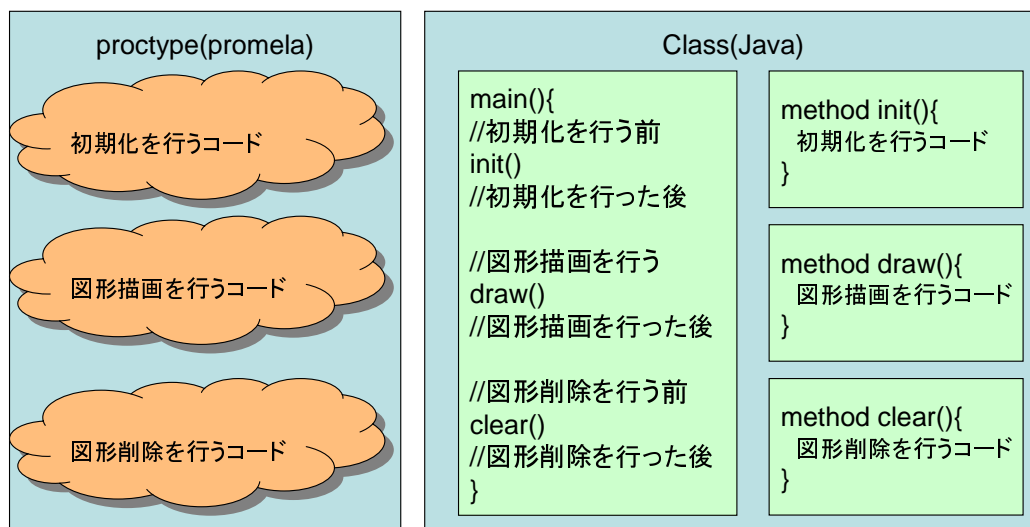 proctype(promela)
初期化を行うコード
図形描画を行うコード
図形削除を行うコード
Class(Java)
main(){
//初期化を行う前
init()
//初期化を行った後
//図形描画を行う
draw()
//図形描画を行った後
//図形削除を行う前
clear()
//図形削除を行った後
}
method init(){
初期化を行うコード
}
method draw(){
図形描画を行うコード
}
method clear(){
図形削除を行うコード
}